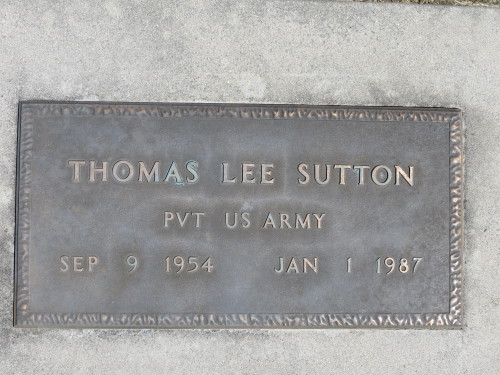 THOMAS LEE SUTTON
PVT US ARMY
SEP 9 1954 JAN 1 1987